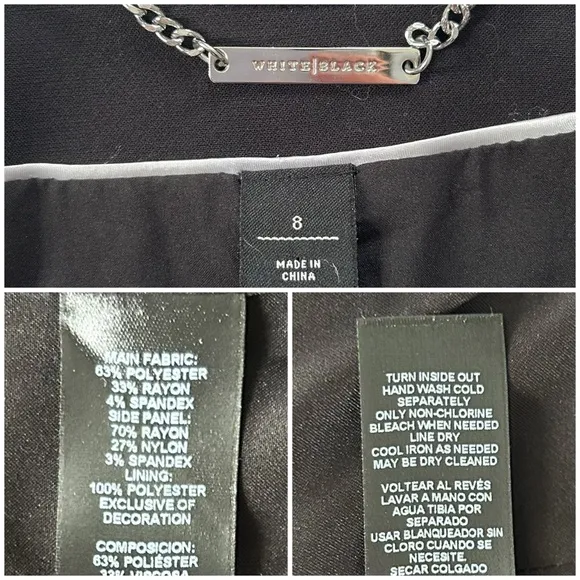 WHITE|BLACK
8
MADE IN
CHINA
MAIN FABRIC:
63% POLYESTER
33% RAYON
4% SPANDEX
SIDE PANEL:
70% RAYON
27% NYLON
3% SPANDEX
LINING:
100% POLYESTER
EXCLUSIVE OF
DECORATION
COMPOSICION:
63% POLIÉSTER
33% VISCOSA
TURN INSIDE OUT
HAND WASH COLD
SEPARATELY
ONLY NON-CHLORINE
BLEACH WHEN NEEDED
LINE DRY
COOL IRON AS NEEDED
MAY BE DRY CLEANED
VOLTEAR AL REVÉS
LAVAR A MANO CON
AGUA TIBIA POR
SEPARADO
USAR BLANQUEADOR SIN
CLORO CUANDO SE
NECESITE.
SECAR COLGADO